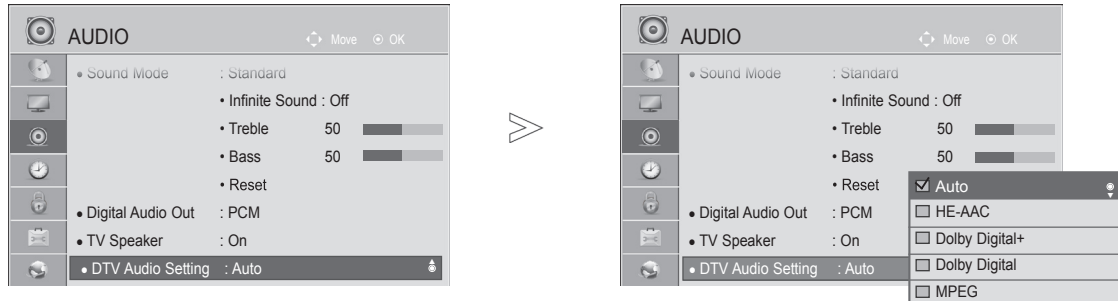 AUDIO
Move
OK
• Sound Mode : Standard
• Infinite Sound : Off
• Treble 50
• Bass 50
• Reset
• Digital Audio Out : PCM
• TV Speaker : On
• DTV Audio Setting : Auto
AUDIO
Move
OK
• Sound Mode : Standard
• Infinite Sound : Off
• Treble 50
• Bass 50
• Reset
• Digital Audio Out : PCM
• TV Speaker : On
• DTV Audio Setting : Auto
Auto
HE-AAC
Dolby Digital+
Dolby Digital
MPEG